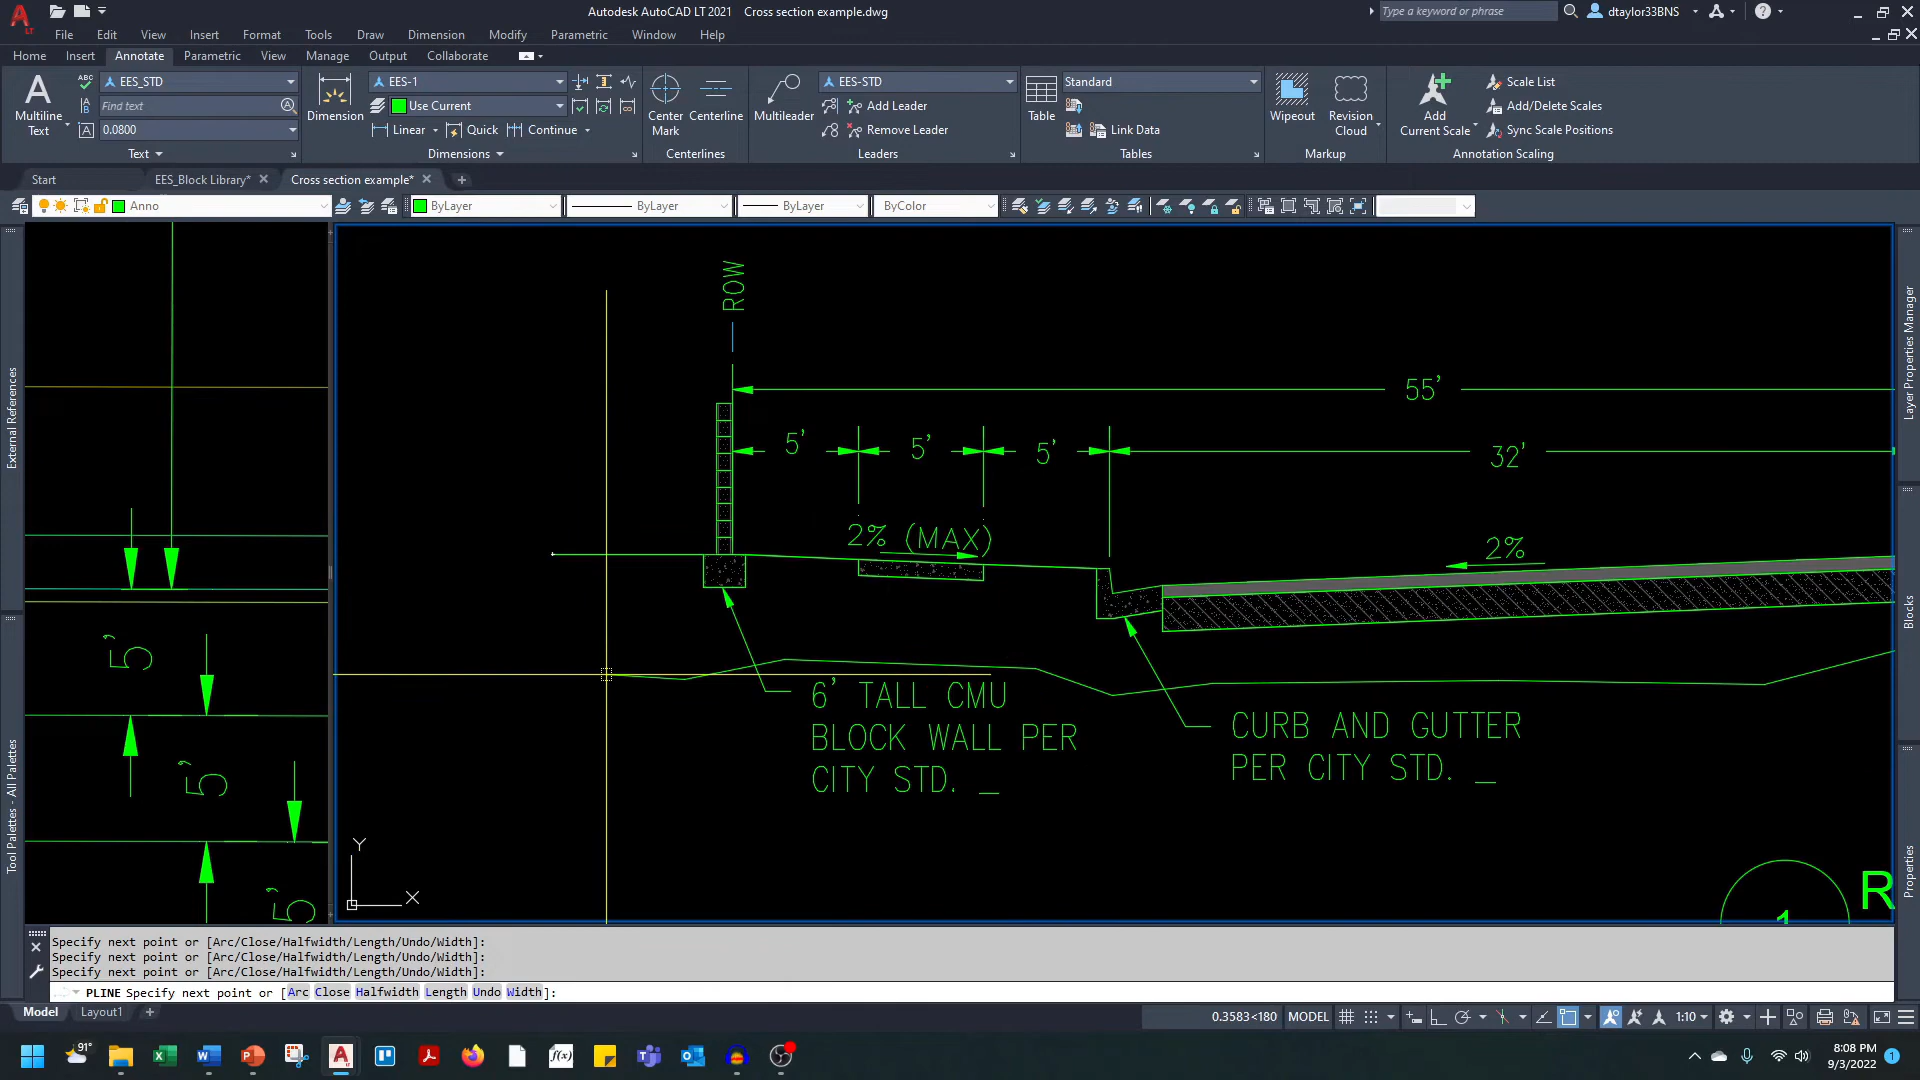 Autodesk AutoCAD LT 2021 Cross section example.dwg
Type a keyword or phrase
dtaylor33BNS
File Edit View Insert Format Tools Draw Dimension Modify Parametric Window Help
Home Insert Annotate Parametric View Manage Output Collaborate
Multiline Text
EES_STD
Find text
0.0800
Text
Dimension
EES-1
Use Current
Linear Quick Continue
Dimensions
Center Mark
Centerline
Centerlines
Multileader
EES-STD
Add Leader
Remove Leader
Leaders
Table
Standard
Link Data
Tables
Wipeout
Revision Cloud
Markup
Add Current Scale
Scale List
Add/Delete Scales
Sync Scale Positions
Annotation Scaling
Start EES_Block Library* Cross section example*
Anno
ByLayer ByLayer ByLayer ByColor
External References
Tool Palettes - All Palettes
Layer Properties Manager
Blocks
Properties
5'
5'
5'
ROW
55'
5' 5' 5' 32'
2% (MAX)
2%
6' TALL CMU
BLOCK WALL PER
CITY STD. _
CURB AND GUTTER
PER CITY STD. _
1
R
Y
X
Specify next point or [Arc/Close/Halfwidth/Length/Undo/Width]:
Specify next point or [Arc/Close/Halfwidth/Length/Undo/Width]:
Specify next point or [Arc/Close/Halfwidth/Length/Undo/Width]:
PLINE Specify next point or [Arc Close Halfwidth Length Undo Width]:
Model Layout1
0.3583<180 MODEL
1:10
91°
8:08 PM
9/3/2022
1